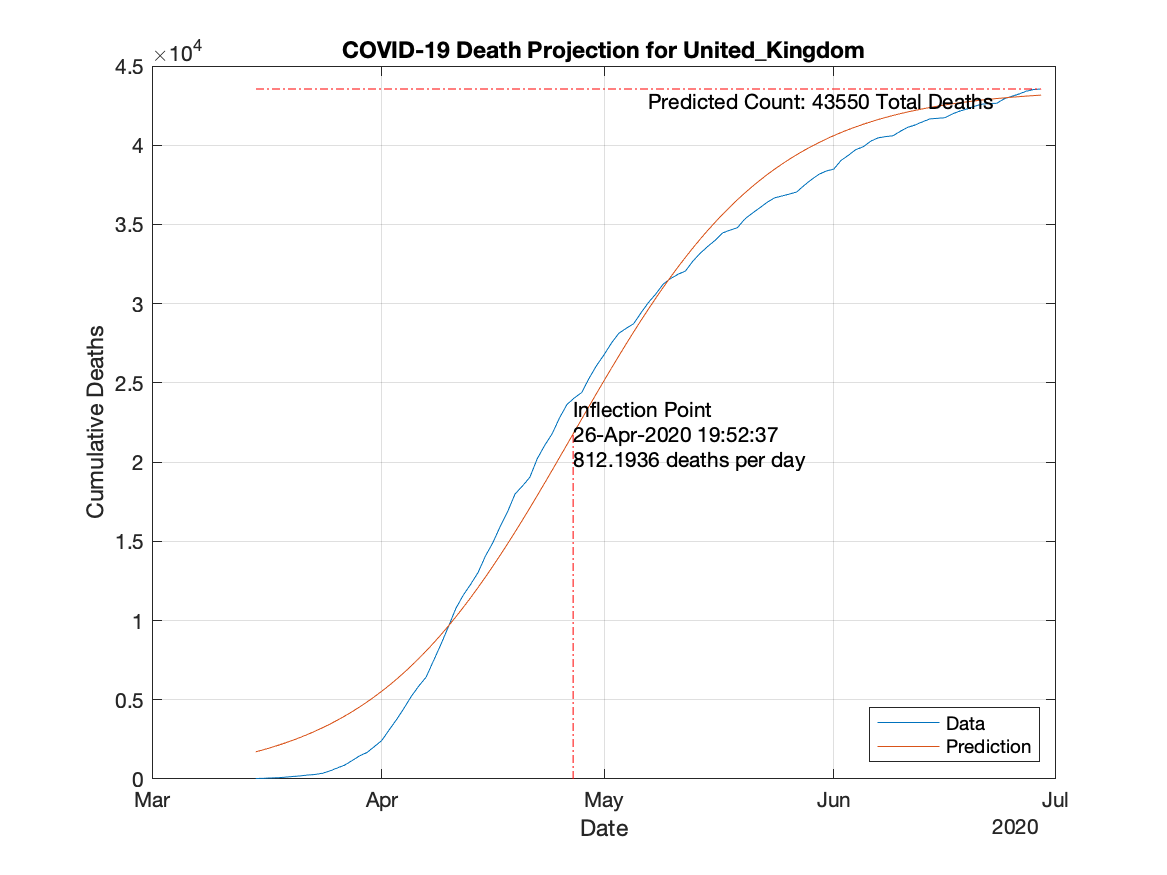 COVID-19 Death Projection for United_Kingdom
×10⁴
4.5
4
3.5
3
2.5
2
1.5
1
0.5
0
Cumulative Deaths
Predicted Count: 43550 Total Deaths
Inflection Point
26-Apr-2020 19:52:37
812.1936 deaths per day
Data
Prediction
Mar Apr May Jun Jul
Date
2020